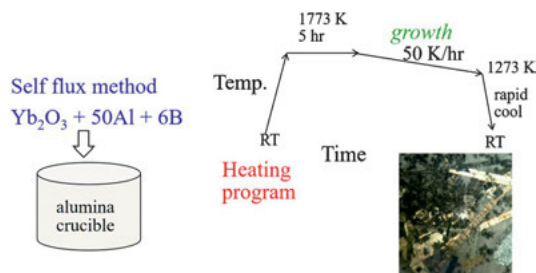 Self flux method
Yb₂O₃ + 50Al + 6B
alumina
crucible
1773 K
5 hr
growth
50 K/hr
1273 K
Temp.
rapid
cool
RT
RT
Time
Heating
program